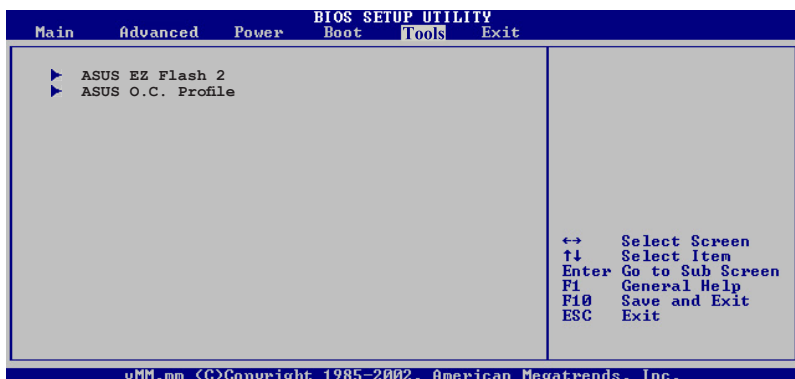 BIOS SETUP UTILITY
Main Advanced Power Boot Tools Exit
ASUS EZ Flash 2
ASUS O.C. Profile
←→ Select Screen
↑↓ Select Item
Enter Go to Sub Screen
F1 General Help
F10 Save and Exit
ESC Exit
vMM.mm (C)Copyright 1985-2002, American Megatrends, Inc.